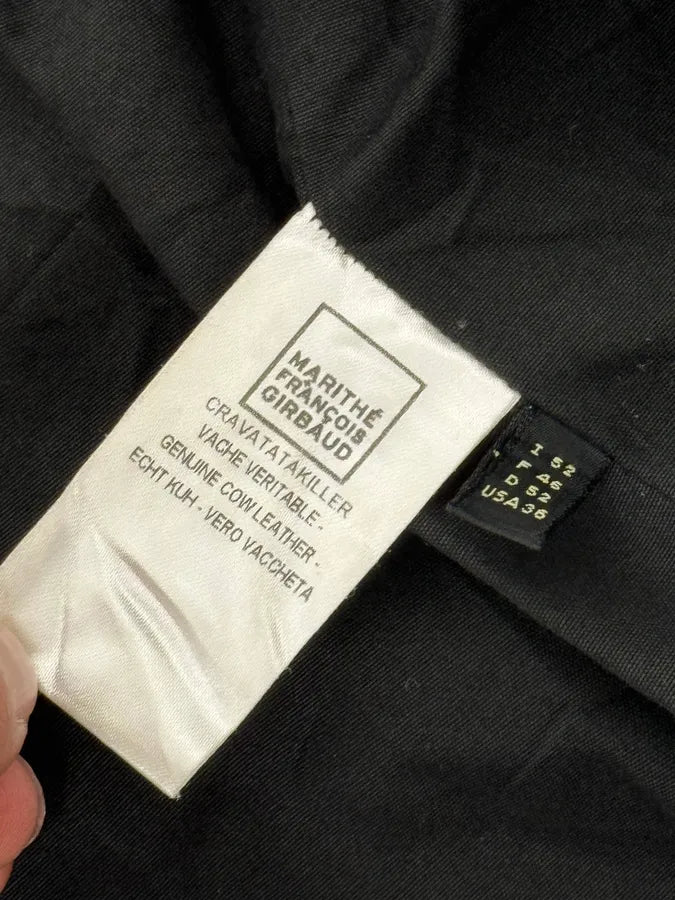 MARITHÉ
FRANÇOIS
GIRBAUD
CRAVATATAKILLER
VACHE VERITABLE -
GENUINE COW LEATHER -
ECHT KUH - VERO VACCHETA
I 52
F 46
D 52
USA 36